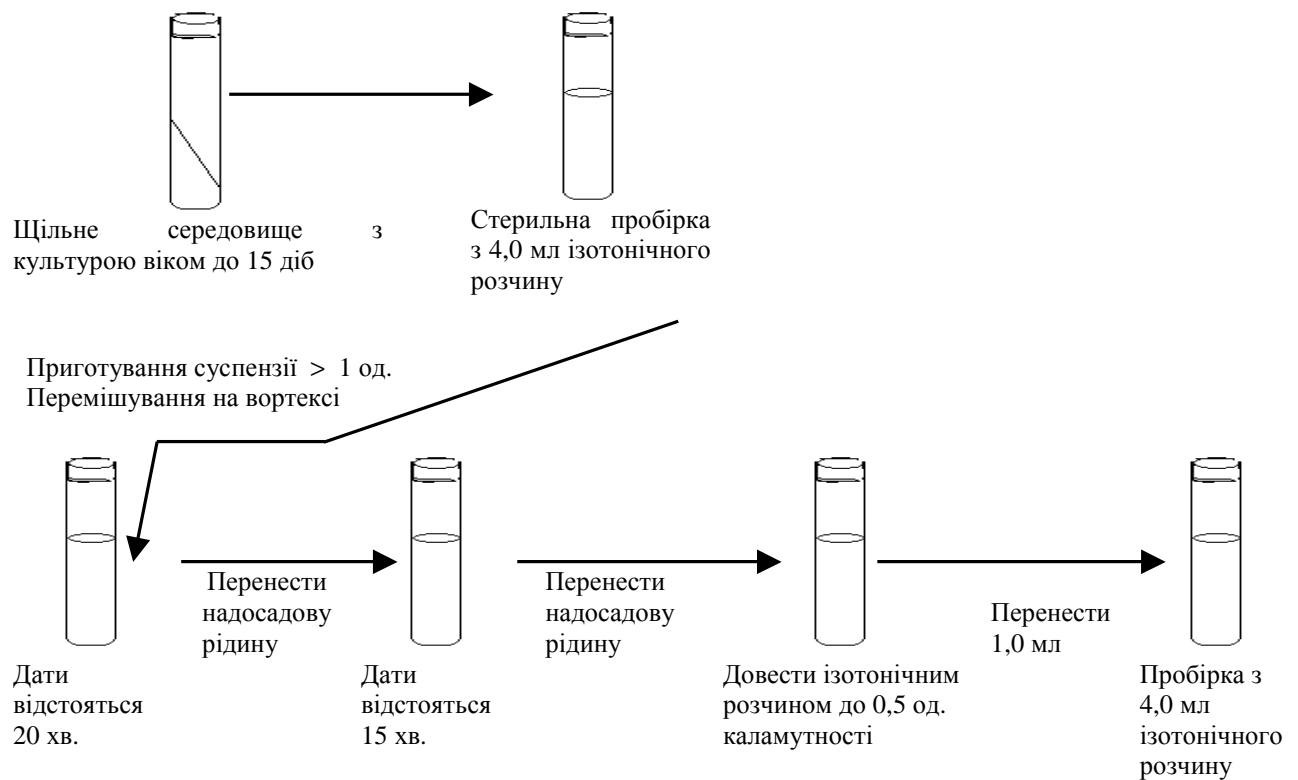 Щільне середовище з
культурою віком до 15 діб
Стерильна пробірка
з 4,0 мл ізотонічного
розчину
Приготування суспензії > 1 од.
Перемішування на вортексі
Перенести
надосадову
рідину
Перенести
надосадову
рідину
Перенести
1,0 мл
Дати
відстояться
20 хв.
Дати
відстояться
15 хв.
Довести ізотонічним
розчином до 0,5 од.
каламутності
Пробірка з
4,0 мл
ізотонічного
розчину